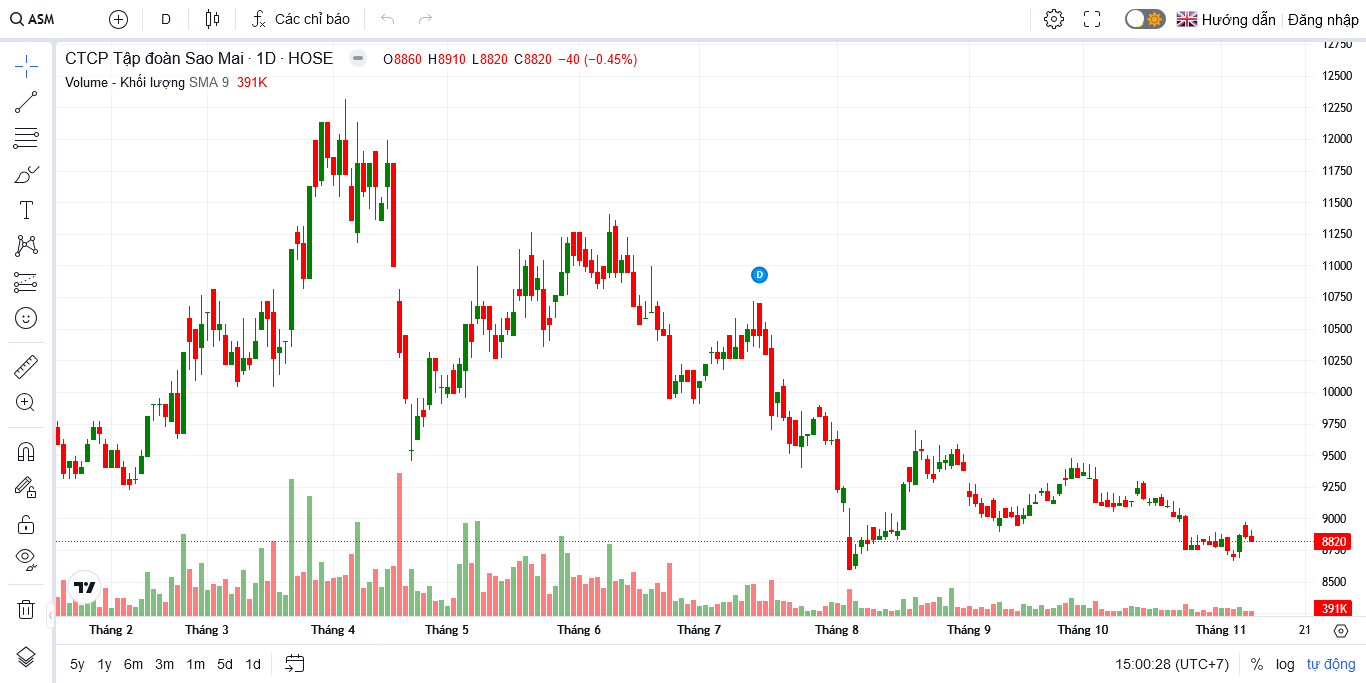 ASM D Các chỉ báo Hướng dẫn Đăng nhập
CTCP Tập đoàn Sao Mai · 1D · HOSE O8860 H8910 L8820 C8820 −40 (−0.45%)
Volume - Khối lượng SMA 9 391K
12750
12500
12250
12000
11750
11500
11250
11000
10750
10500
10250
10000
9750
9500
9250
9000
8820
8750
8500
391K
D
Tháng 2 Tháng 3 Tháng 4 Tháng 5 Tháng 6 Tháng 7 Tháng 8 Tháng 9 Tháng 10 Tháng 11 21
5y 1y 6m 3m 1m 5d 1d 15:00:28 (UTC+7) % log tự động